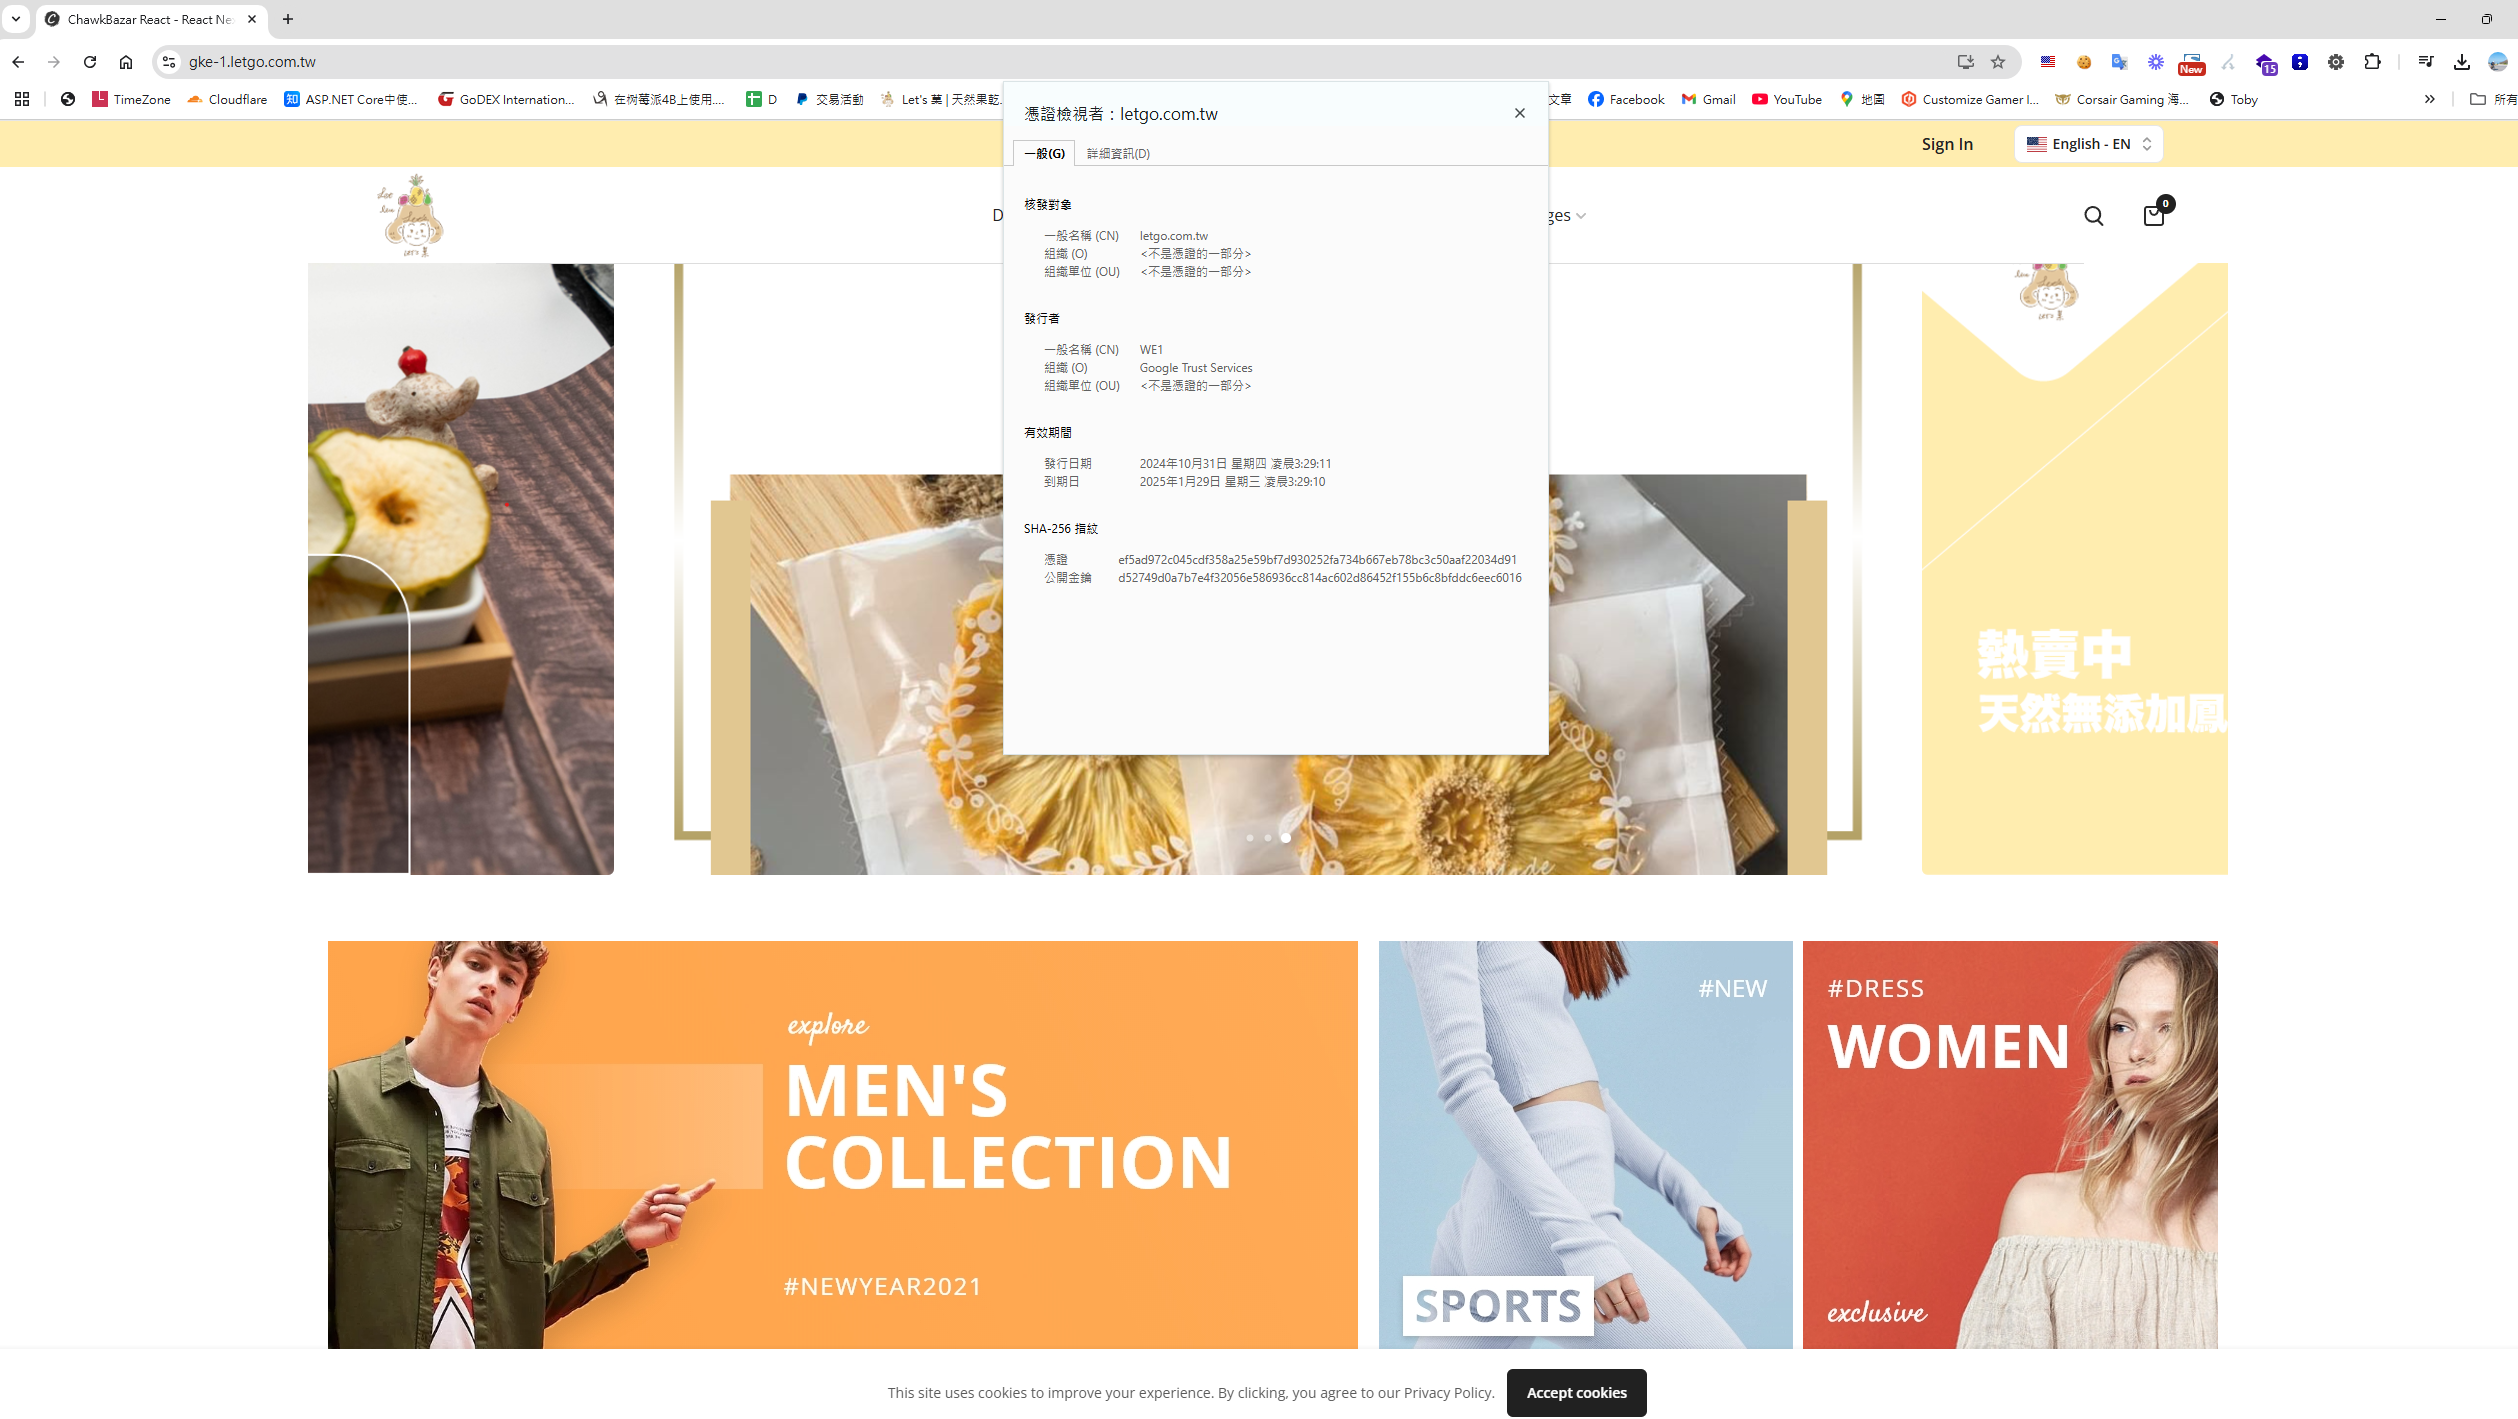 ChawkBazar React - React Ne
gke-1.letgo.com.tw
New
15
TimeZone
Cloudflare
ASP.NET Core中使...
GoDEX Internation...
在树莓派4B上使用....
D
交易活動
Let's 菓 | 天然果乾...
文章
Facebook
Gmail
YouTube
地圖
Customize Gamer I...
Corsair Gaming 海...
Toby
所有
憑證檢視者：letgo.com.tw
一般(G)
詳細資訊(D)
Sign In
English - EN
D
ges
0
核發對象
一般名稱 (CN) letgo.com.tw
組織 (O) <不是憑證的一部分>
組織單位 (OU) <不是憑證的一部分>
發行者
一般名稱 (CN) WE1
組織 (O) Google Trust Services
組織單位 (OU) <不是憑證的一部分>
有效期間
發行日期 2024年10月31日 星期四 凌晨3:29:11
到期日 2025年1月29日 星期三 凌晨3:29:10
SHA-256 指紋
憑證 ef5ad972c045cdf358a25e59bf7d930252fa734b667eb78bc3c50aaf22034d91
公開金鑰 d52749d0a7b7e4f32056e586936cc814ac602d86452f155b6c8bfddc6eec6016
Let's 菓
熱賣中
天然無添加鳳
explore
MEN'S
COLLECTION
#NEWYEAR2021
#NEW
SPORTS
#DRESS
WOMEN
exclusive
This site uses cookies to improve your experience. By clicking, you agree to our Privacy Policy.
Accept cookies